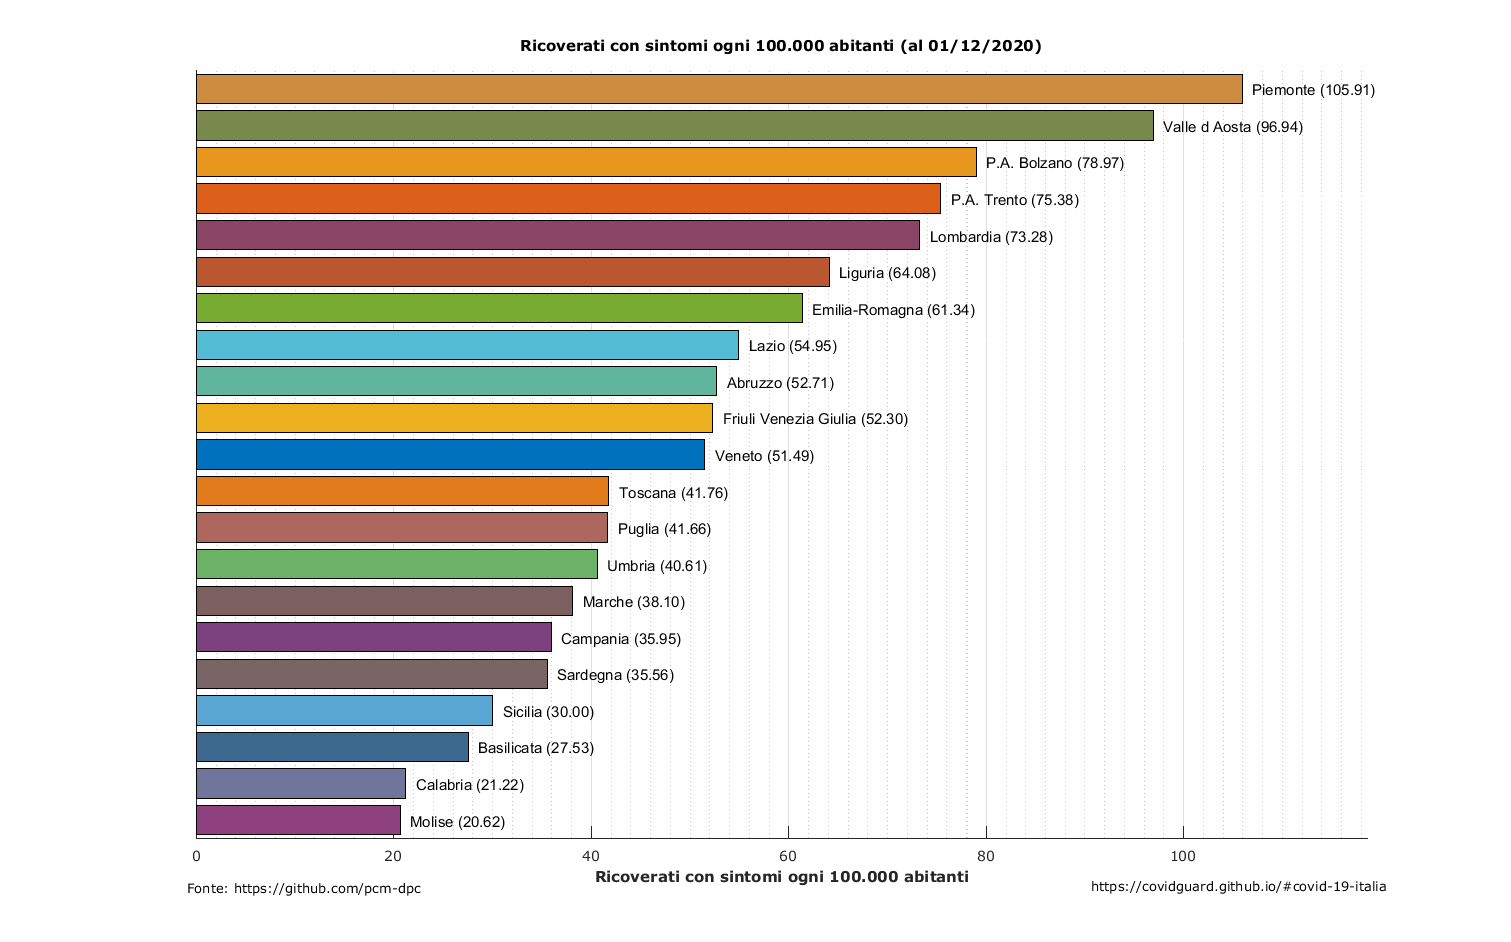 Ricoverati con sintomi ogni 100.000 abitanti (al 01/12/2020)
Piemonte (105.91)
Valle d Aosta (96.94)
P.A. Bolzano (78.97)
P.A. Trento (75.38)
Lombardia (73.28)
Liguria (64.08)
Emilia-Romagna (61.34)
Lazio (54.95)
Abruzzo (52.71)
Friuli Venezia Giulia (52.30)
Veneto (51.49)
Toscana (41.76)
Puglia (41.66)
Umbria (40.61)
Marche (38.10)
Campania (35.95)
Sardegna (35.56)
Sicilia (30.00)
Basilicata (27.53)
Calabria (21.22)
Molise (20.62)
0 20 40 60 80 100
Ricoverati con sintomi ogni 100.000 abitanti
Fonte: https://github.com/pcm-dpc
https://covidguard.github.io/#covid-19-italia